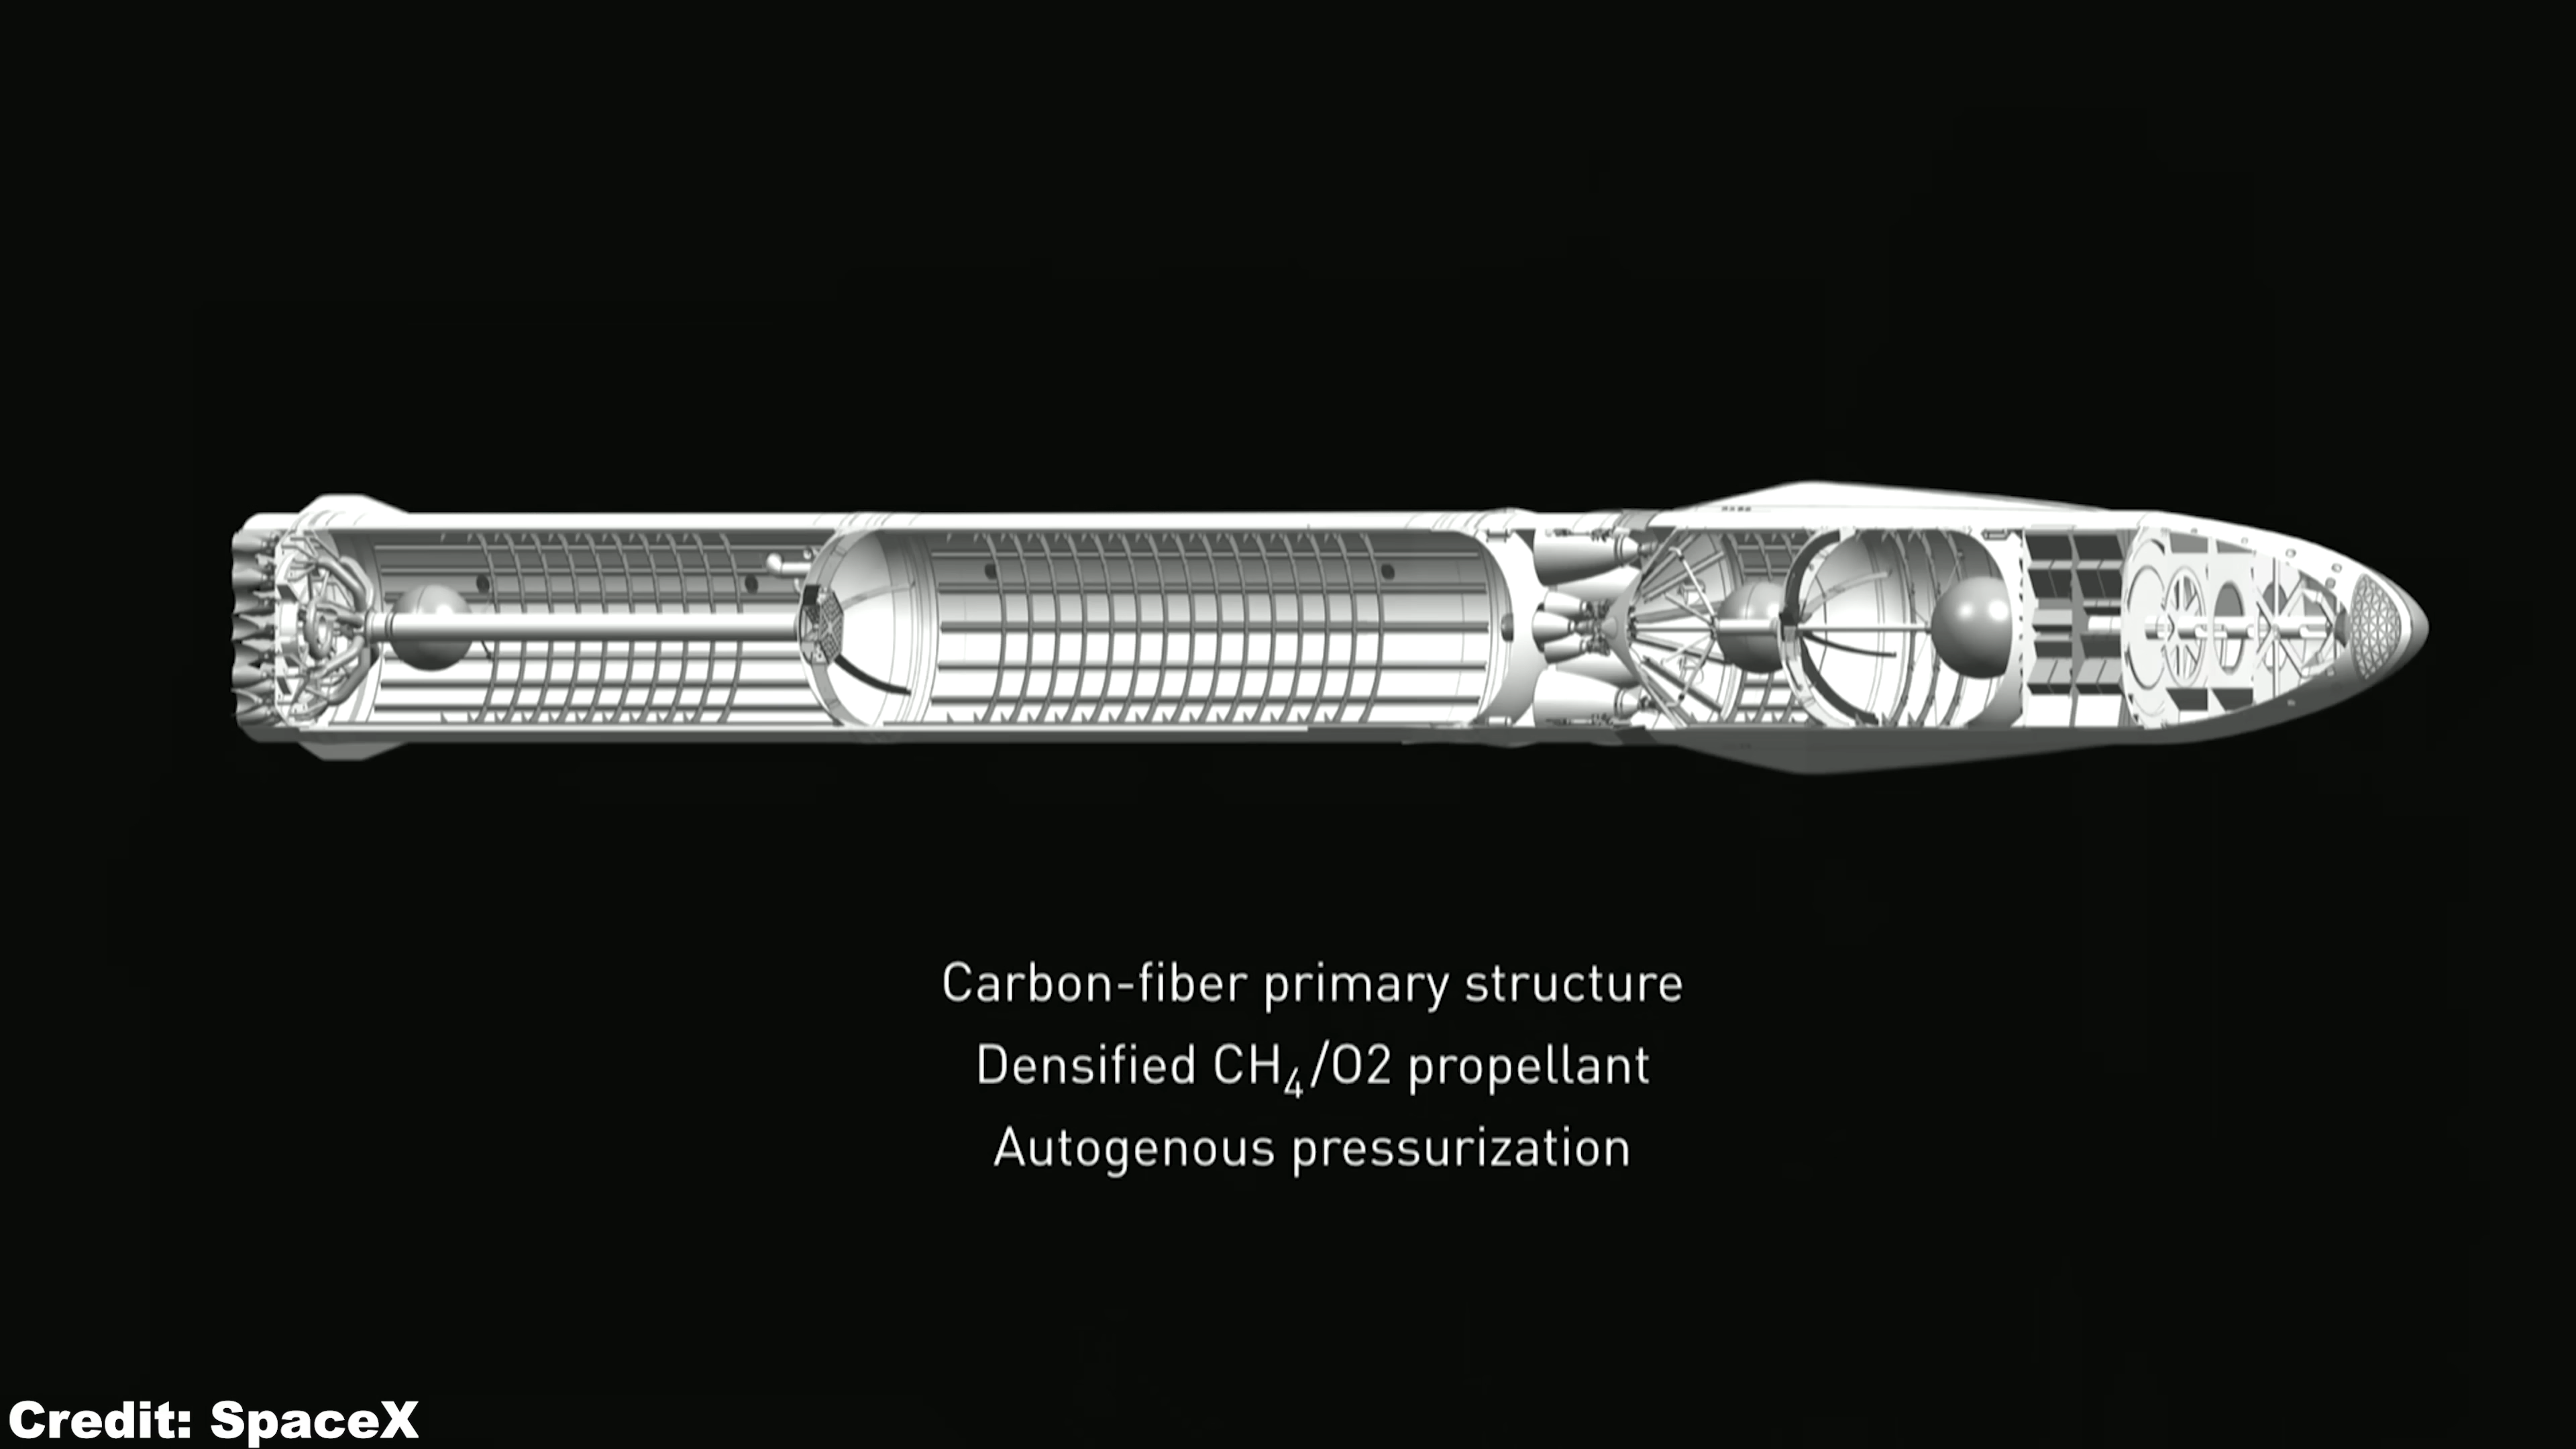 Carbon-fiber primary structure
Densified CH₄/O2 propellant
Autogenous pressurization
Credit: SpaceX